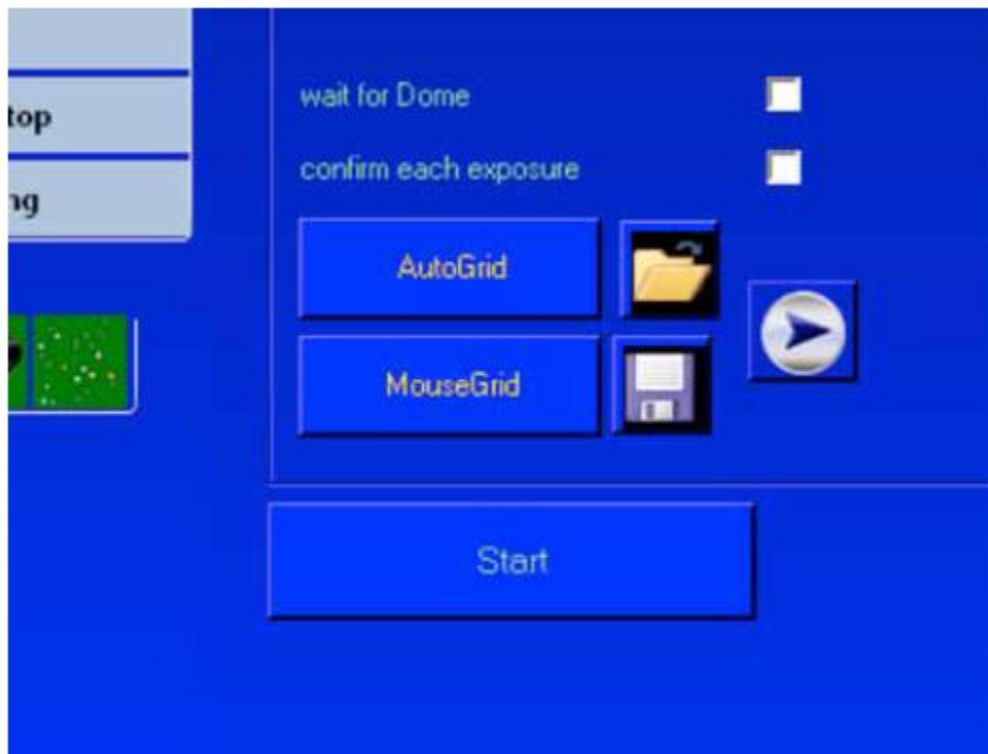 top
ng
wait for Dome
confirm each exposure
AutoGrid
MouseGrid
Start